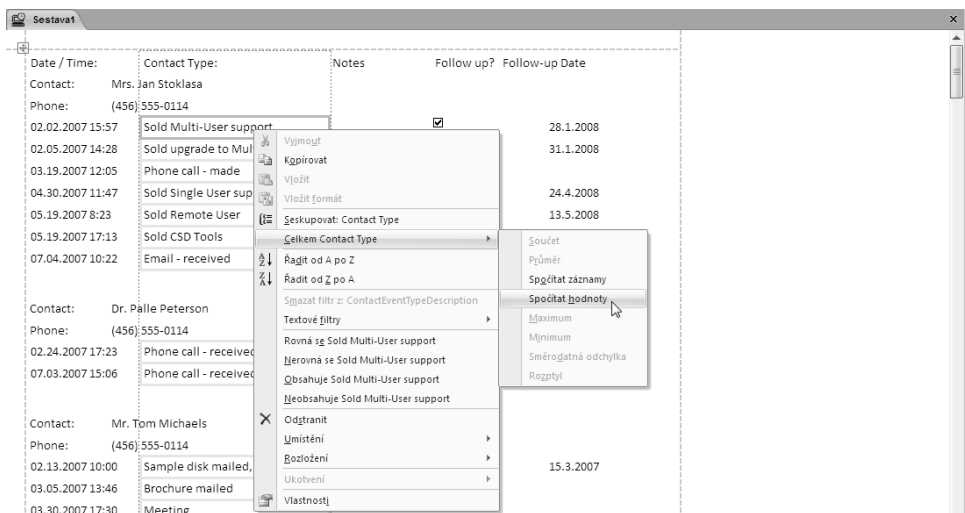 Sestava1
Date / Time: Contact Type: Notes Follow up? Follow-up Date
Contact: Mrs. Jan Stoklasa
Phone: (456) 555-0114
02.02.2007 15:57 Sold Multi-User support 28.1.2008
02.05.2007 14:28 Sold upgrade to Mul 31.1.2008
03.19.2007 12:05 Phone call - made
04.30.2007 11:47 Sold Single User sup 24.4.2008
05.19.2007 8:23 Sold Remote User 13.5.2008
05.19.2007 17:13 Sold CSD Tools
07.04.2007 10:22 Email - received
Contact: Dr. Palle Peterson
Phone: (456) 555-0114
02.24.2007 17:23 Phone call - received
07.03.2007 15:06 Phone call - received
Contact: Mr. Tom Michaels
Phone: (456) 555-0114
02.13.2007 10:00 Sample disk mailed, 15.3.2007
03.05.2007 13:46 Brochure mailed
03.30.2007 17:30 Meeting
Vyjmout
Kopírovat
Vložit
Vložit formát
Seskupovat: Contact Type
Celkem Contact Type
Řadit od A po Z
Řadit od Z po A
Smazat filtr z: ContactEventTypeDescription
Textové filtry
Rovná se Sold Multi-User support
Nerovná se Sold Multi-User support
Obsahuje Sold Multi-User support
Neobsahuje Sold Multi-User support
Odstranit
Umístění
Rozložení
Ukotvení
Vlastnosti
Součet
Průměr
Spočítat záznamy
Spočítat hodnoty
Maximum
Minimum
Směrodatná odchylka
Rozptyl